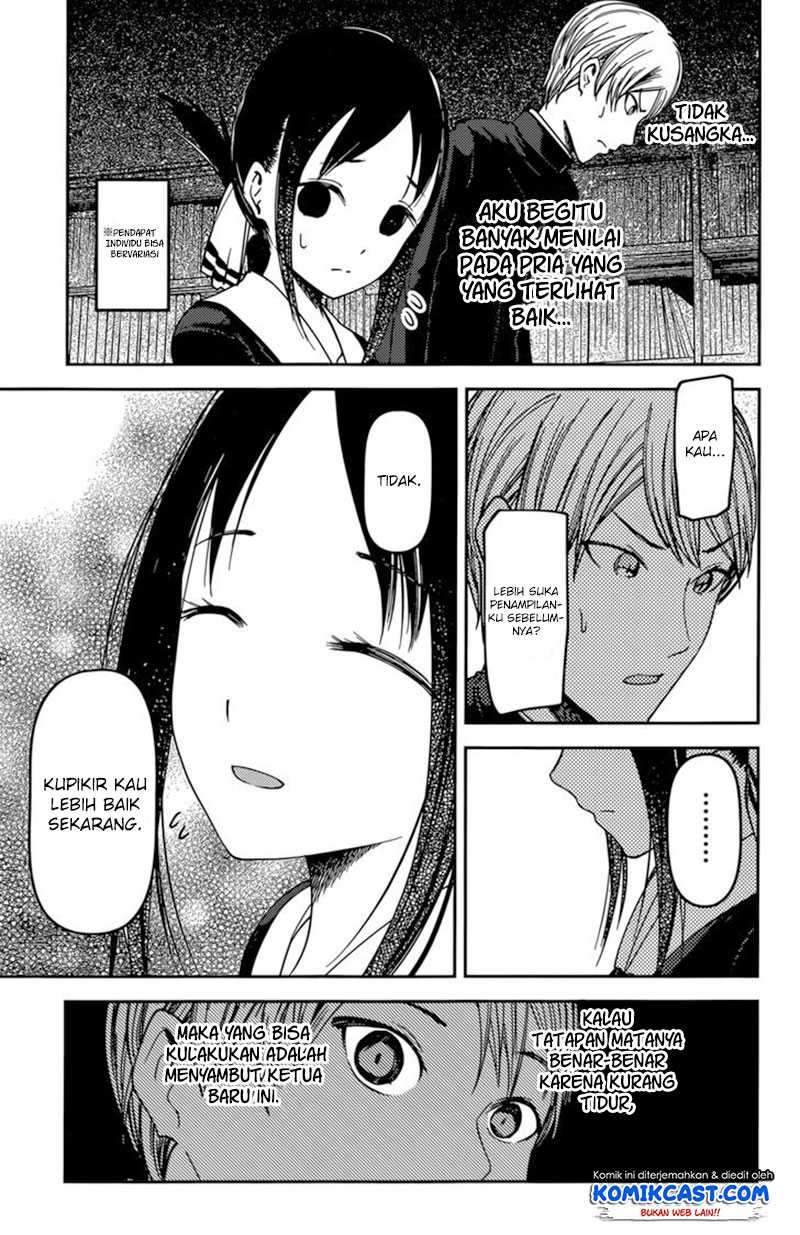 TIDAK
KUSANGKA...
AKU BEGITU
BANYAK MENILAI
PADA PRIA YANG
YANG TERLIHAT
BAIK...
※PENDAPAT
INDIVIDU BISA
BERVARIASI
APA
KAU...
LEBIH SUKA
PENAMPILAN-
KU SEBELUM-
NYA?
.........
TIDAK.
KUPIKIR KAU
LEBIH BAIK
SEKARANG.
KALAU
TATAPAN MATANYA
BENAR-BENAR
KARENA KURANG
TIDUR,
MAKA YANG BISA
KULAKUKAN ADALAH
MENYAMBUT KETUA
BARU INI.
Komik ini diterjemahkan & diedit oleh
KOMIKCAST.COM
BUKAN WEB LAIN!!